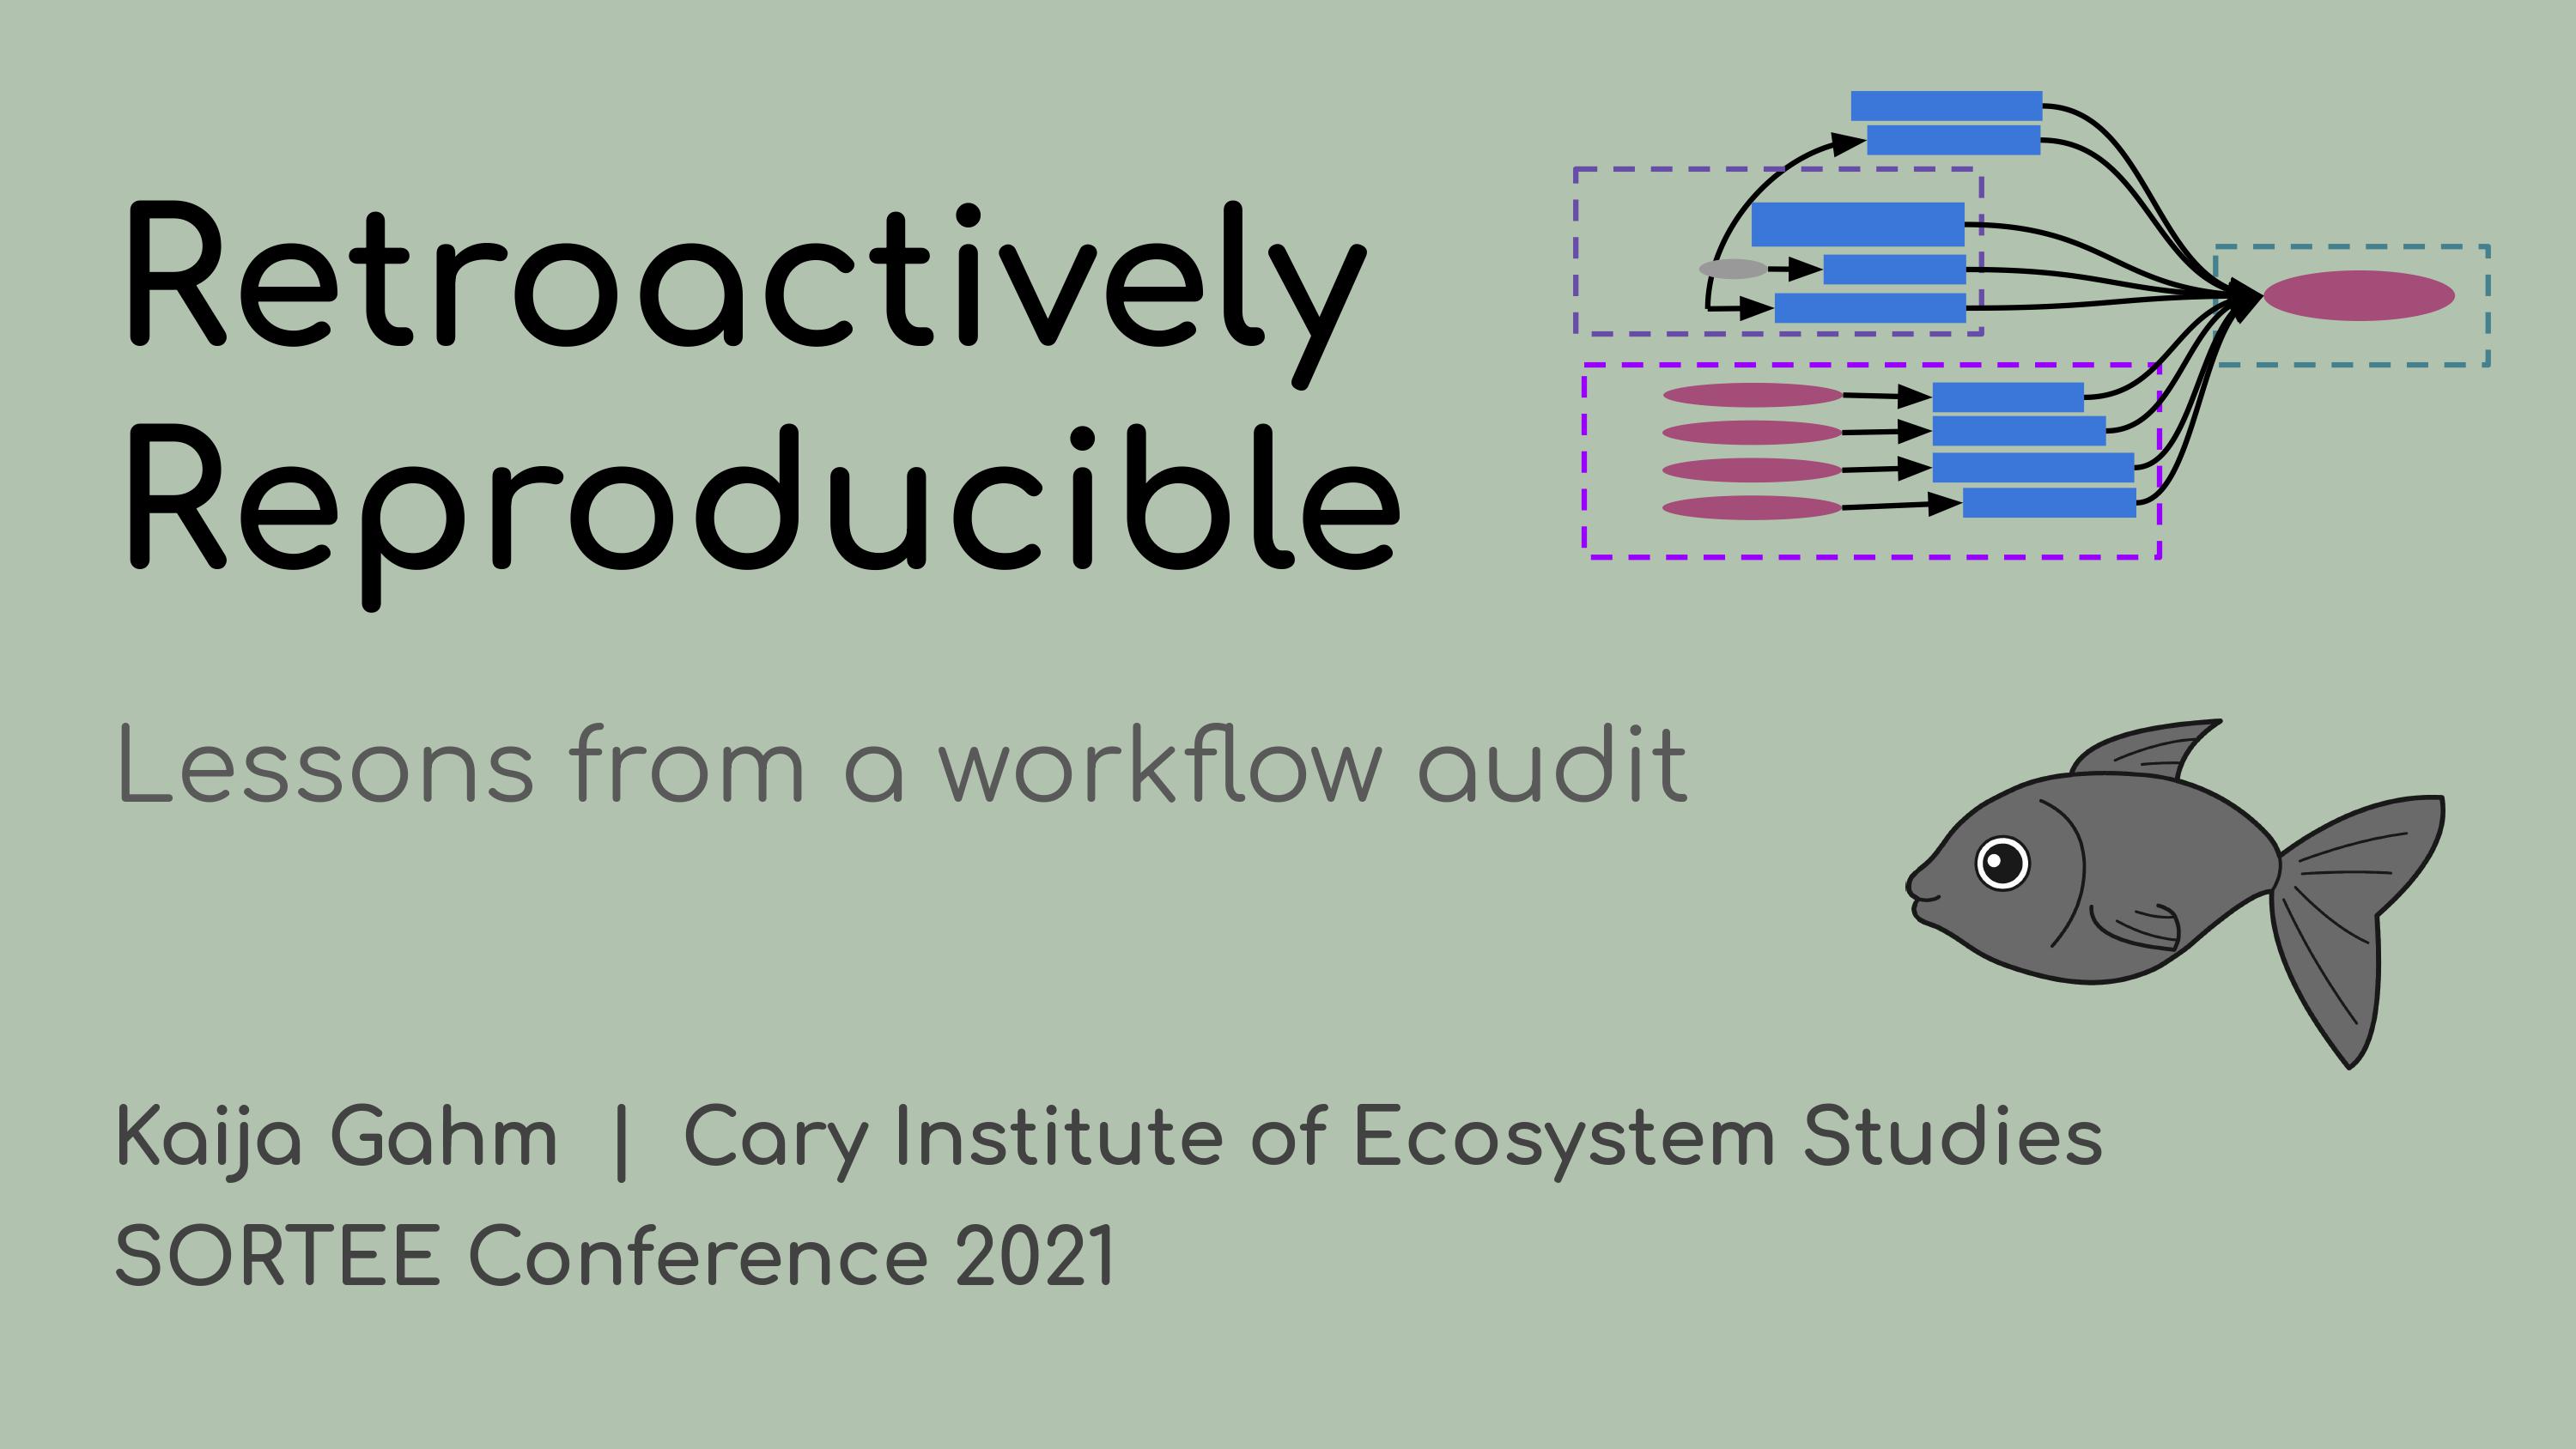 Retroactively
Reproducible
Lessons from a workflow audit
Kaija Gahm | Cary Institute of Ecosystem Studies
SORTEE Conference 2021